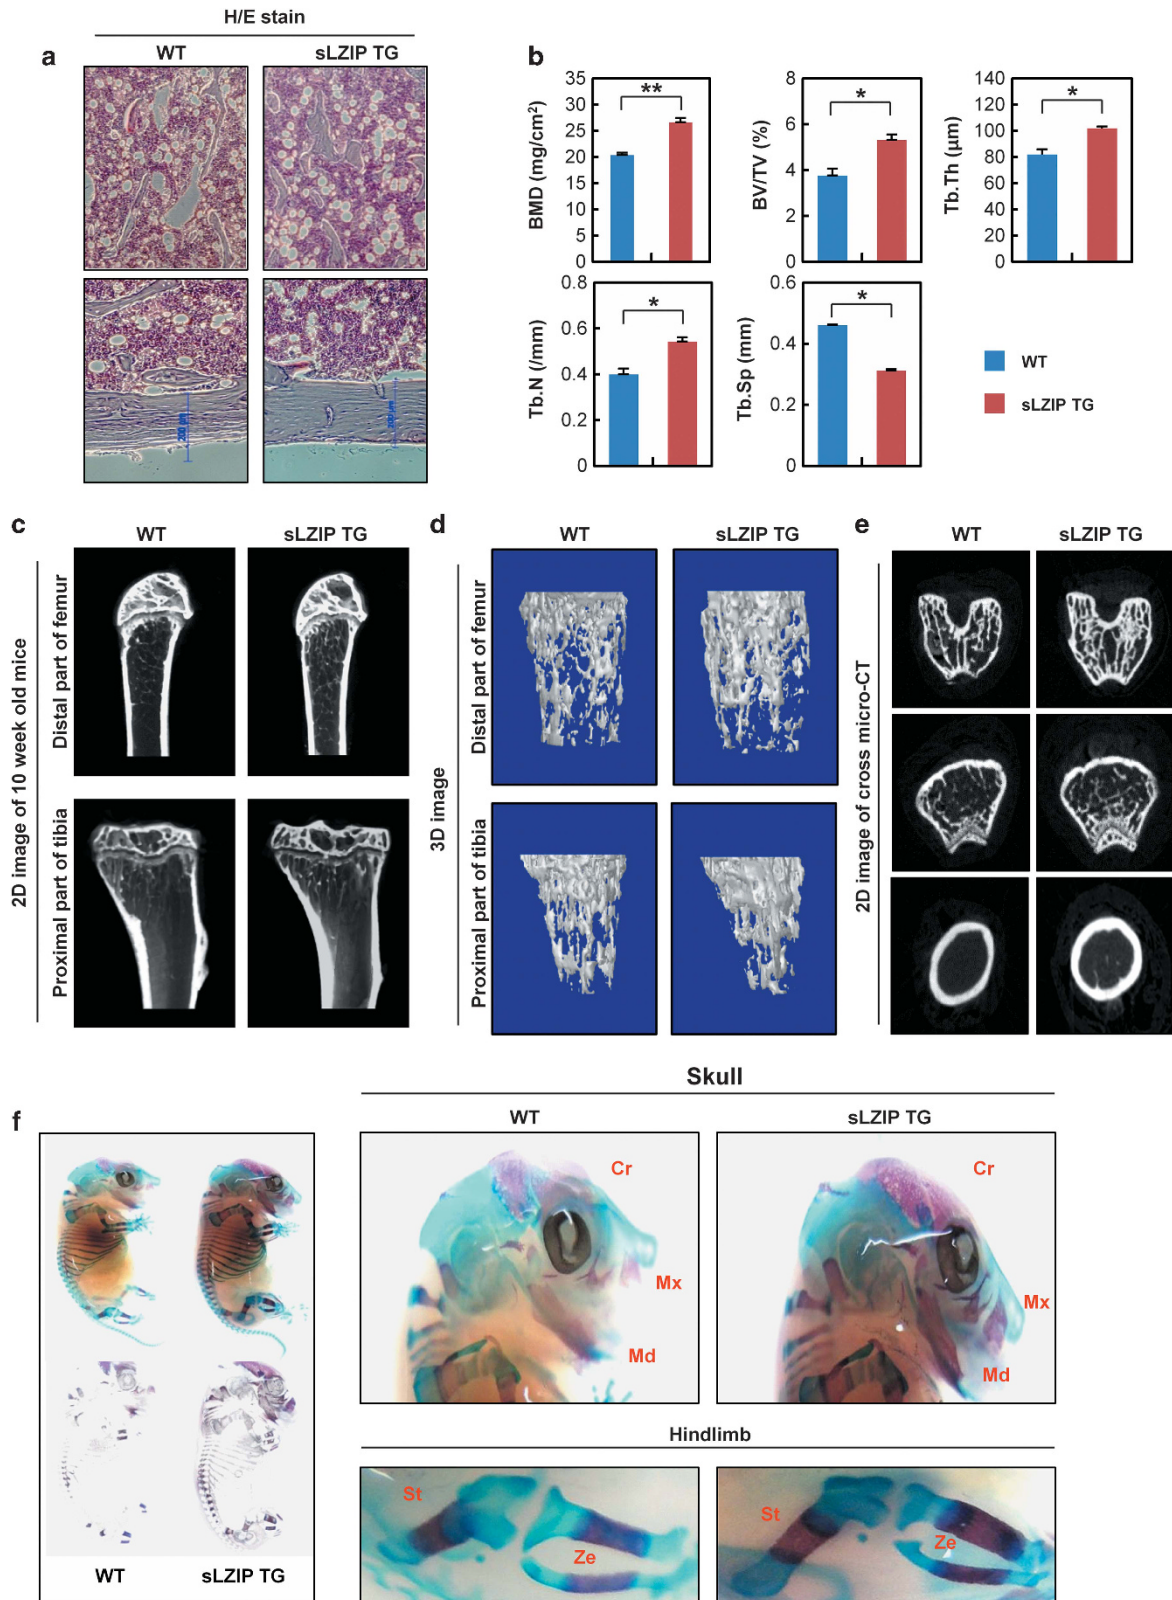 H/E stain
a
WT
sLZIP TG
200 µm
200 µm
b
BMD (mg/cm²)
35
30
25
20
15
10
5
0
**
BV/TV (%)
8
6
4
2
0
*
Tb.Th (µm)
140
120
100
80
60
40
20
0
*
Tb.N (/mm)
0.8
0.6
0.4
0.2
0
*
Tb.Sp (mm)
0.6
0.4
0.2
0
*
WT
sLZIP TG
c
WT
sLZIP TG
2D image of 10 week old mice
Distal part of femur
Proximal part of tibia
d
WT
sLZIP TG
3D image
Distal part of femur
Proximal part of tibia
e
WT
sLZIP TG
2D image of cross micro-CT
f
WT
sLZIP TG
Skull
WT
sLZIP TG
Cr
Mx
Md
Cr
Mx
Md
Hindlimb
St
Ze
St
Ze